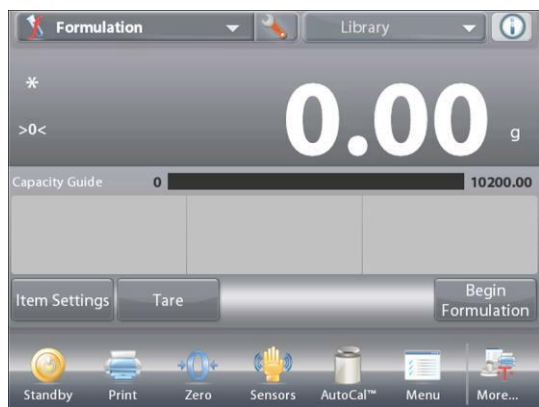 Formulation Library
*
>0<
0.00 g
Capacity Guide 0 10200.00
Item Settings Tare Begin Formulation
Standby Print Zero Sensors AutoCal™ Menu More...